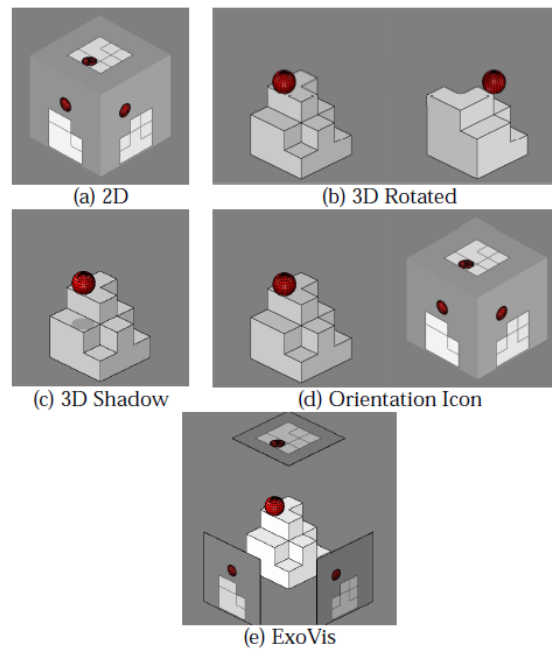 (a) 2D
(b) 3D Rotated
(c) 3D Shadow
(d) Orientation Icon
(e) ExoVis